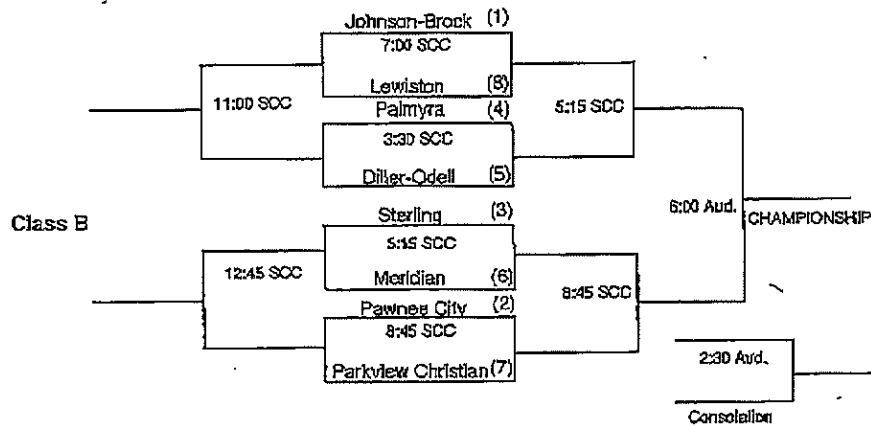 Johnson-Brock (1)
7:00 SCC
Lewiston (8)
11:00 SCC
Palmyra (4)
5:15 SCC
3:30 SCC
Diller-Odell (5)
Class B
Sterling (3)
6:00 Aud.
CHAMPIONSHIP
5:15 SCC
12:45 SCC
Meridian (6)
8:45 SCC
Pawnee City (2)
8:45 SCC
Parkview Christian (7)
2:30 Aud.
Consolation